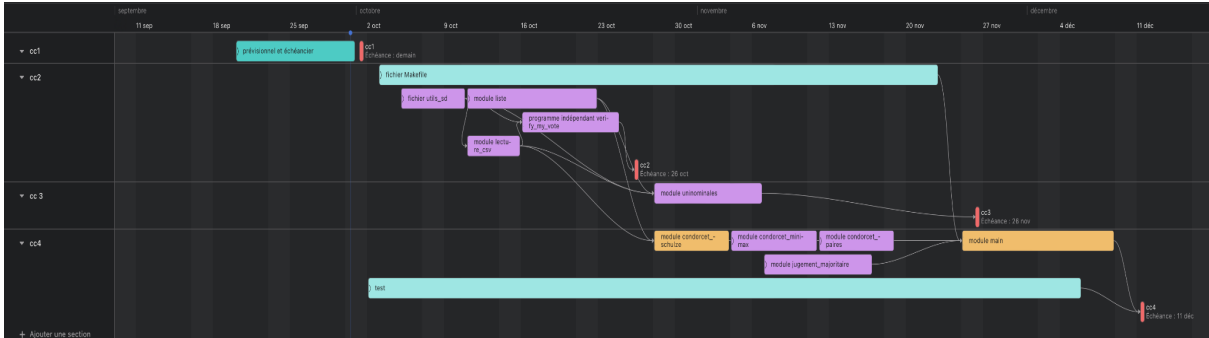 septembre
octobre
novembre
décembre
11 sep
18 sep
25 sep
2 oct
9 oct
16 oct
23 oct
30 oct
6 nov
13 nov
20 nov
27 nov
4 déc
11 déc
cc1
prévisionnel et échéancier
cc1
Échéance : demain
cc2
fichier Makefile
fichier utils_sd
module liste
programme indépendant veri-
fy_my_vote
module lectu-
re_csv
cc2
Échéance : 26 oct
cc 3
module uninominales
cc3
Échéance : 26 nov
cc4
module condorcet_-
schulze
module condorcet_mini-
max
module condorcet_-
paires
module main
module jugement_majoritaire
test
cc4
Échéance : 11 déc
+ Ajouter une section